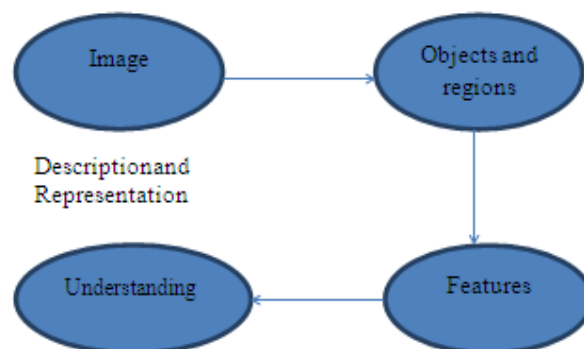 Image
Objects and
regions
Descriptionand
Representation
Understanding
Features